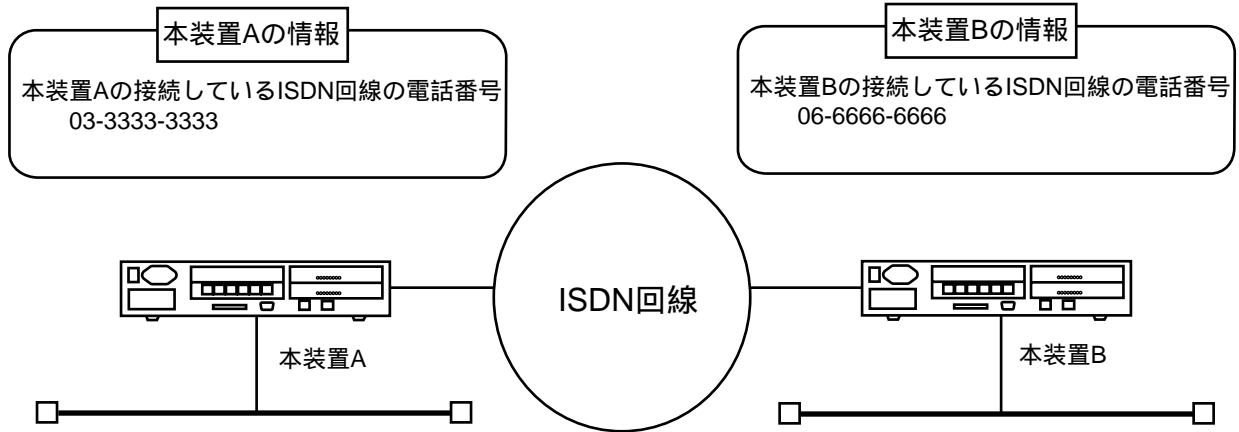 本装置Aの情報
本装置Aの接続しているISDN回線の電話番号
03-3333-3333
本装置Bの情報
本装置Bの接続しているISDN回線の電話番号
06-6666-6666
ISDN回線
本装置A
本装置B